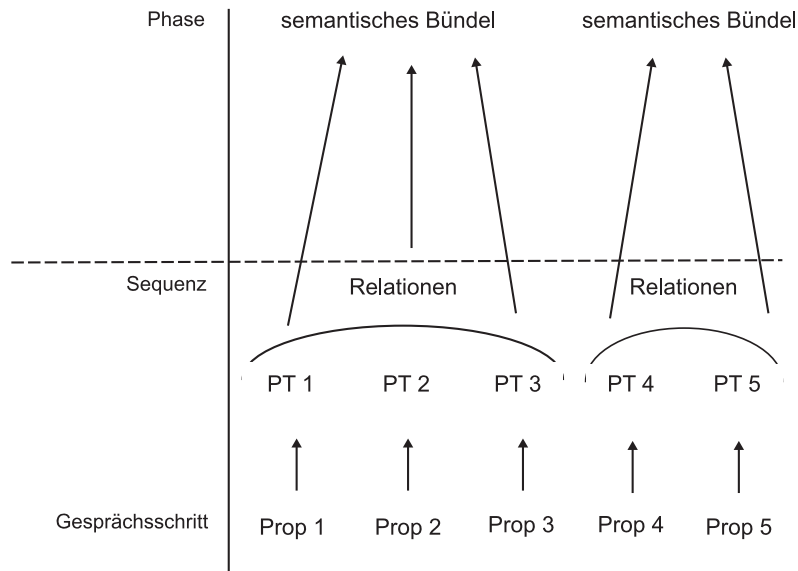 Phase semantisches Bündel semantisches Bündel
Sequenz Relationen Relationen
PT 1 PT 2 PT 3 PT 4 PT 5
Gesprächsschritt Prop 1 Prop 2 Prop 3 Prop 4 Prop 5